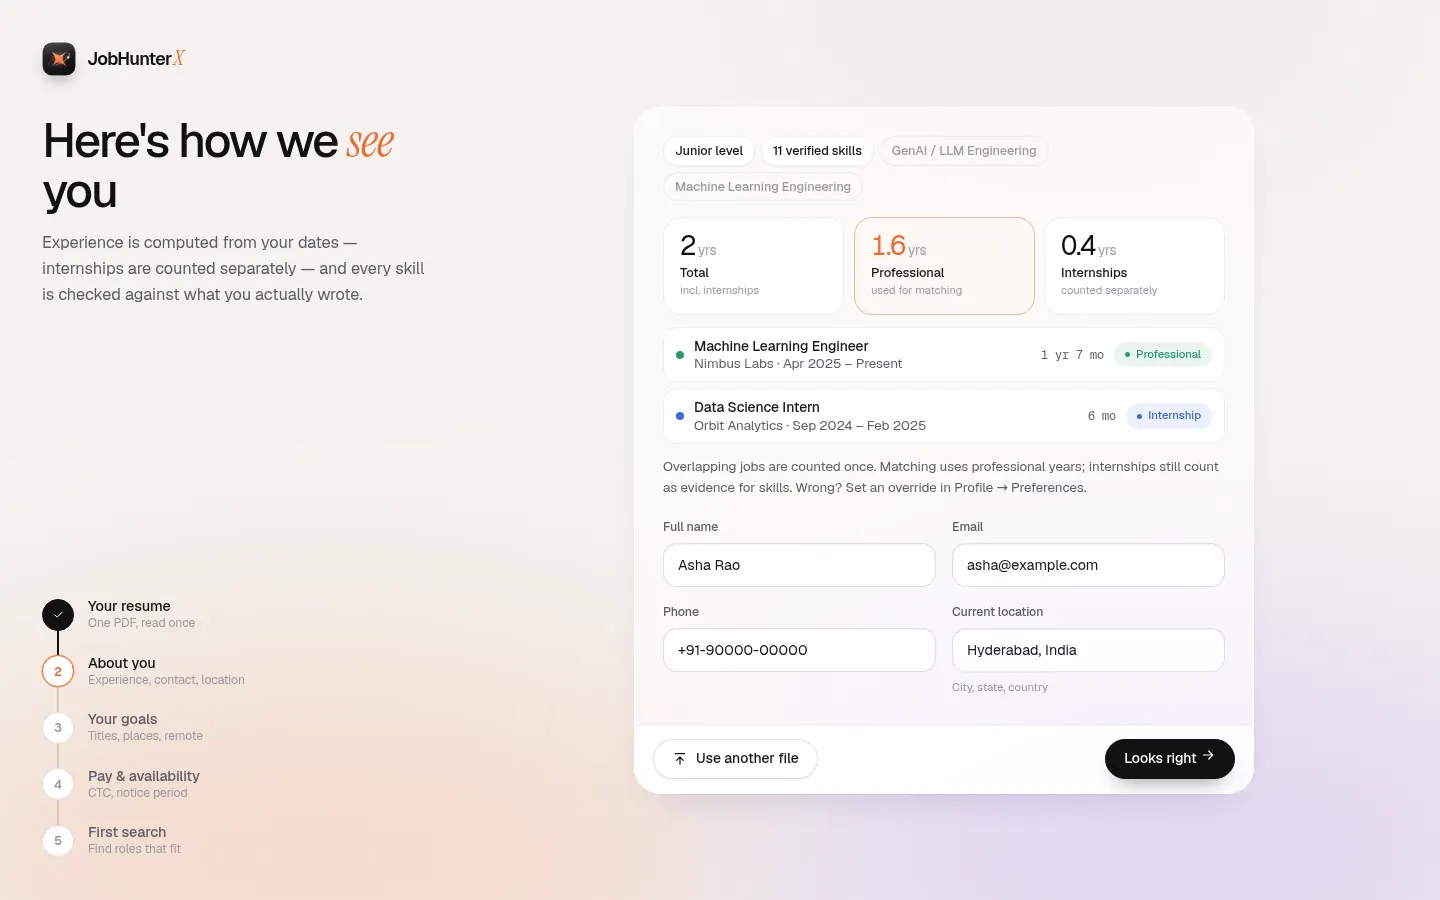 JobHunterX
Here's how we see
you
Experience is computed from your dates —
internships are counted separately — and every skill
is checked against what you actually wrote.
Your resume
One PDF, read once
2
About you
Experience, contact, location
3
Your goals
Titles, places, remote
4
Pay & availability
CTC, notice period
5
First search
Find roles that fit
Junior level
11 verified skills
GenAI / LLM Engineering
Machine Learning Engineering
2 yrs
Total
incl. internships
1.6 yrs
Professional
used for matching
0.4 yrs
Internships
counted separately
Machine Learning Engineer
Nimbus Labs · Apr 2025 – Present
1 yr 7 mo
Professional
Data Science Intern
Orbit Analytics · Sep 2024 – Feb 2025
6 mo
Internship
Overlapping jobs are counted once. Matching uses professional years; internships still count
as evidence for skills. Wrong? Set an override in Profile → Preferences.
Full name
Asha Rao
Email
asha@example.com
Phone
+91-90000-00000
Current location
Hyderabad, India
City, state, country
Use another file
Looks right →